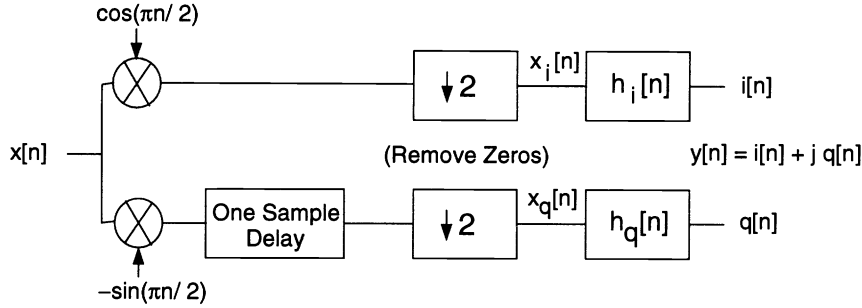 cos(πn/ 2)
↓2
x_i[n]
h_i[n]
i[n]
x[n]
(Remove Zeros)
y[n] = i[n] + j q[n]
One Sample
Delay
↓2
x_q[n]
h_q[n]
q[n]
−sin(πn/ 2)